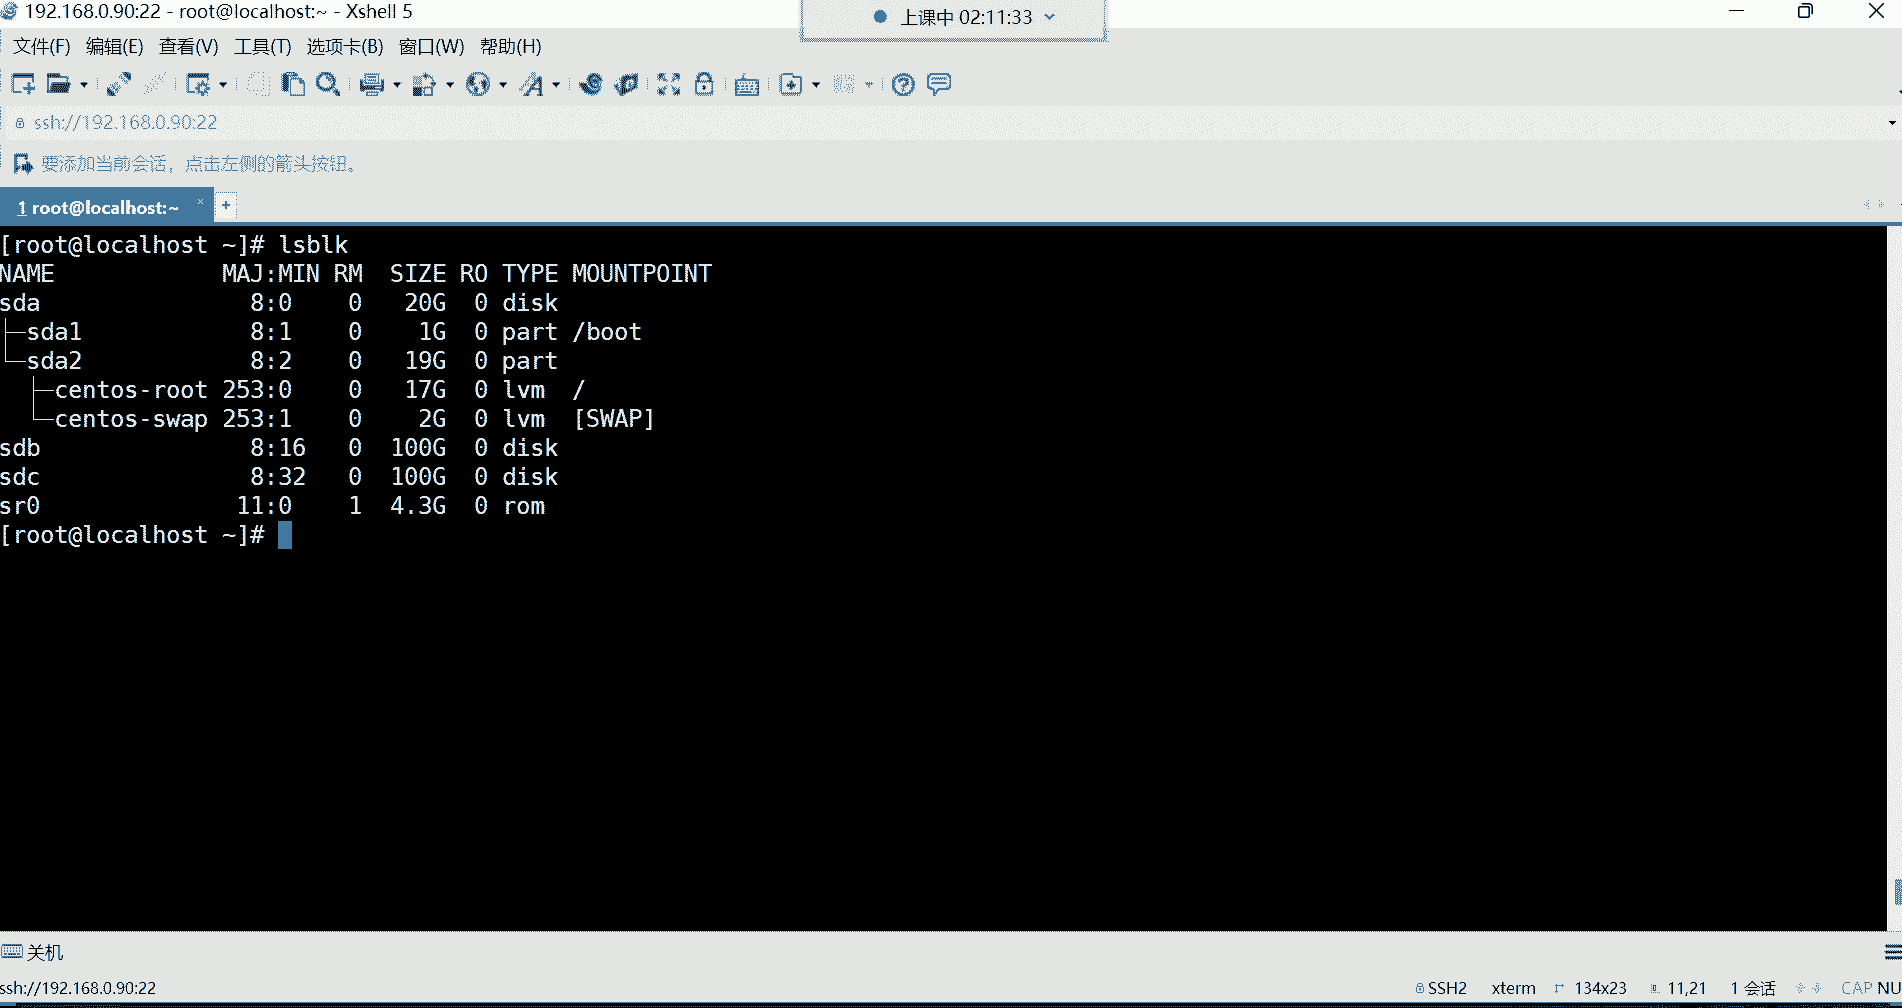 192.168.0.90:22 - root@localhost:~ - Xshell 5
上课中 02:11:33
文件(F) 编辑(E) 查看(V) 工具(T) 选项卡(B) 窗口(W) 帮助(H)
ssh://192.168.0.90:22
要添加当前会话，点击左侧的箭头按钮。
1 root@localhost:~ × +
[root@localhost ~]# lsblk
NAME            MAJ:MIN RM  SIZE RO TYPE MOUNTPOINT
sda               8:0    0   20G  0 disk
├─sda1            8:1    0    1G  0 part /boot
└─sda2            8:2    0   19G  0 part
  ├─centos-root 253:0    0   17G  0 lvm  /
  └─centos-swap 253:1    0    2G  0 lvm  [SWAP]
sdb               8:16   0  100G  0 disk
sdc               8:32   0  100G  0 disk
sr0              11:0    1  4.3G  0 rom
[root@localhost ~]#
关机
ssh://192.168.0.90:22 SSH2 xterm 134x23 11,21 1 会话 CAP NU